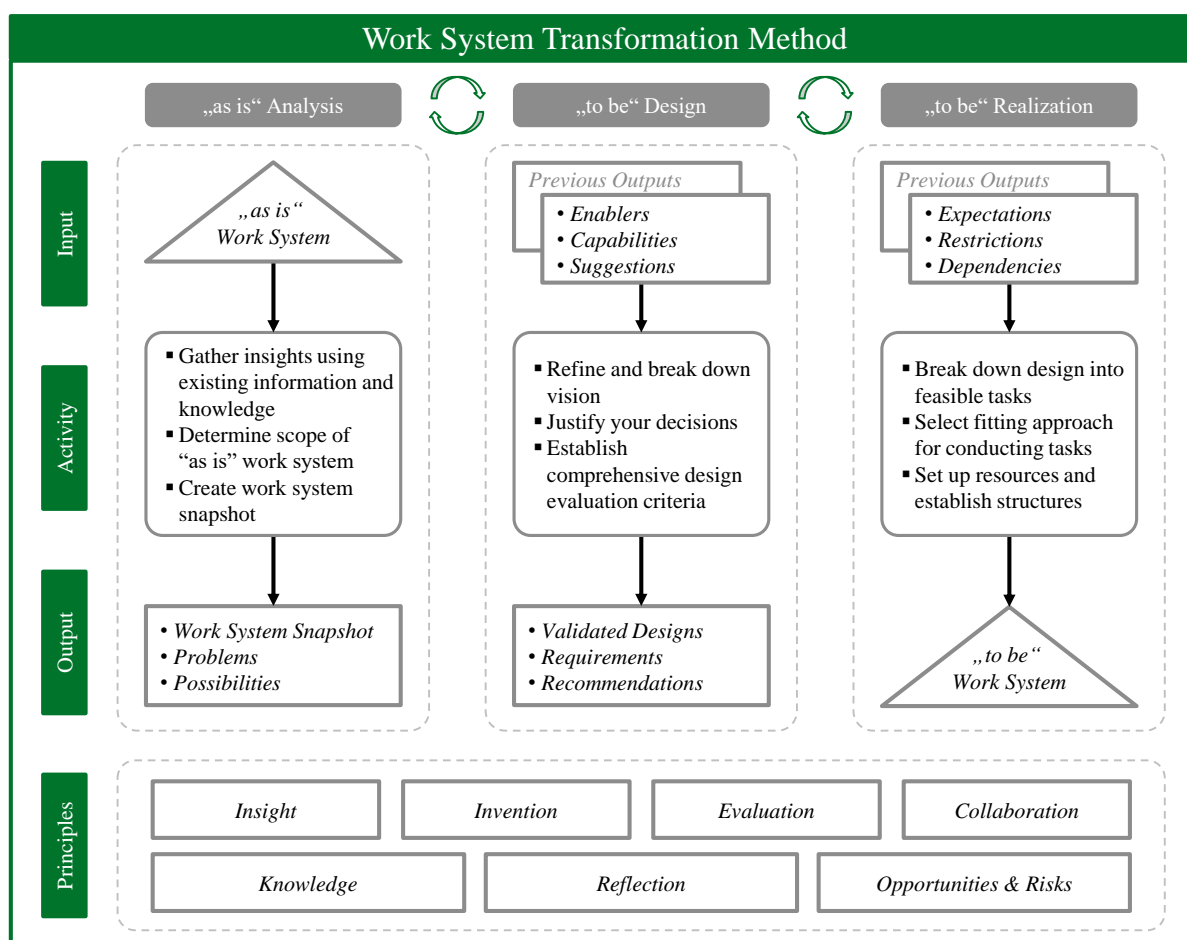 Work System Transformation Method
„as is“ Analysis
„to be“ Design
„to be“ Realization
Input
„as is“
Work System
Previous Outputs
• Enablers
• Capabilities
• Suggestions
Previous Outputs
• Expectations
• Restrictions
• Dependencies
Activity
▪ Gather insights using
existing information and
knowledge
▪ Determine scope of
“as is” work system
▪ Create work system
snapshot
▪ Refine and break down
vision
▪ Justify your decisions
▪ Establish
comprehensive design
evaluation criteria
▪ Break down design into
feasible tasks
▪ Select fitting approach
for conducting tasks
▪ Set up resources and
establish structures
Output
• Work System Snapshot
• Problems
• Possibilities
• Validated Designs
• Requirements
• Recommendations
„to be“
Work System
Principles
Insight
Invention
Evaluation
Collaboration
Knowledge
Reflection
Opportunities & Risks